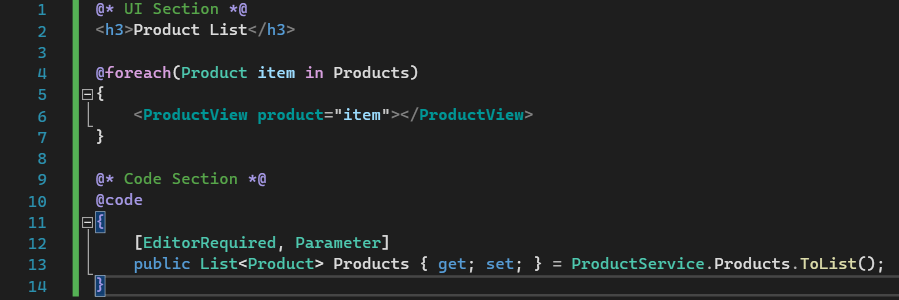 1 @* UI Section *@
2 <h3>Product List</h3>
3
4 @foreach(Product item in Products)
5 {
6     <ProductView product="item"></ProductView>
7 }
8
9 @* Code Section *@
10 @code
11 {
12     [EditorRequired, Parameter]
13     public List<Product> Products { get; set; } = ProductService.Products.ToList();
14 }